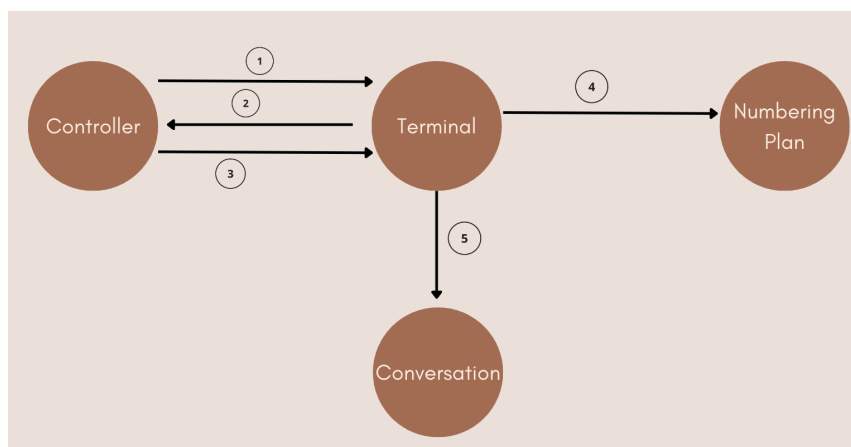 1
2
Controller
Terminal
4
Numbering
Plan
3
5
Conversation